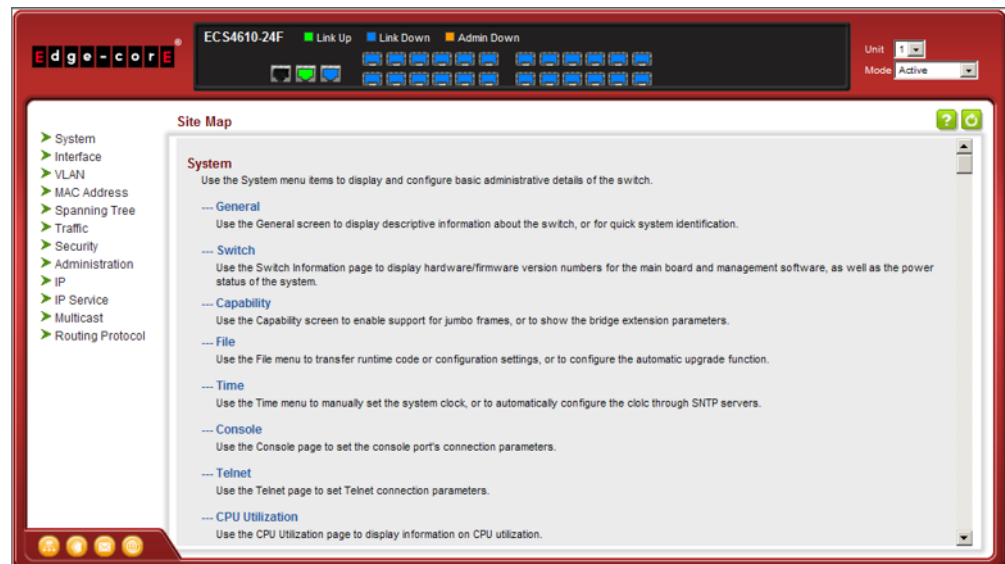 Edge-corE®
ECS4610-24F Link Up Link Down Admin Down
Unit 1
Mode Active
Site Map
System
Interface
VLAN
MAC Address
Spanning Tree
Traffic
Security
Administration
IP
IP Service
Multicast
Routing Protocol
System
Use the System menu items to display and configure basic administrative details of the switch.
--- General
Use the General screen to display descriptive information about the switch, or for quick system identification.
--- Switch
Use the Switch Information page to display hardware/firmware version numbers for the main board and management software, as well as the power
status of the system.
--- Capability
Use the Capability screen to enable support for jumbo frames, or to show the bridge extension parameters.
--- File
Use the File menu to transfer runtime code or configuration settings, or to configure the automatic upgrade function.
--- Time
Use the Time menu to manually set the system clock, or to automatically configure the clolc through SNTP servers.
--- Console
Use the Console page to set the console port's connection parameters.
--- Telnet
Use the Telnet page to set Telnet connection parameters.
--- CPU Utilization
Use the CPU Utilization page to display information on CPU utilization.